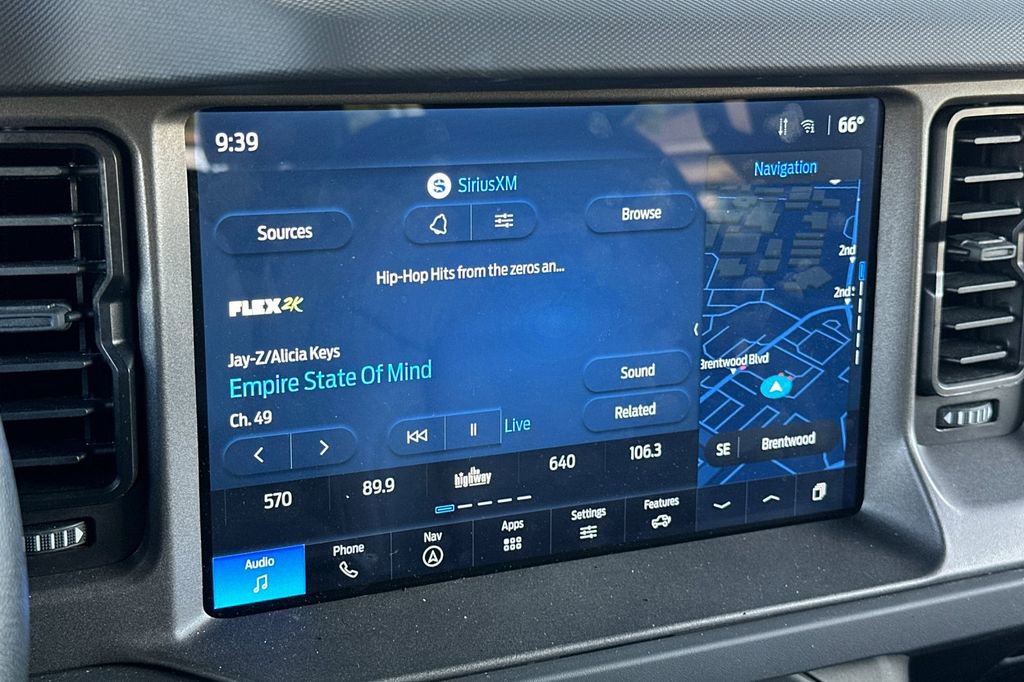 9:39
66°
SiriusXM
Navigation
Sources
Browse
Hip-Hop Hits from the zeros an...
2nd
2nd
FLEX2K
Jay-Z/Alicia Keys
Empire State Of Mind
Ch. 49
Live
Sound
Related
Brentwood Blvd
SE
Brentwood
570
89.9
the highway
640
106.3
Audio
Phone
Nav
Apps
Settings
Features